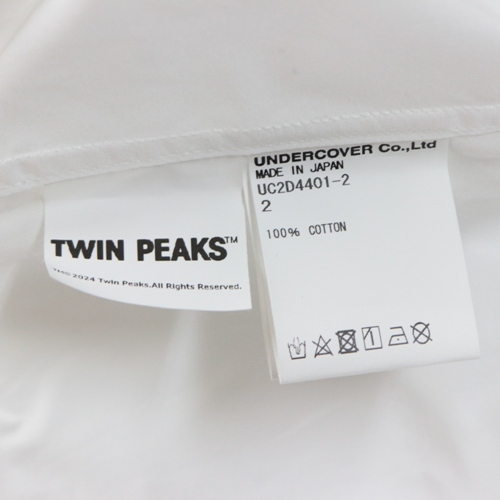 TWIN PEAKS™
TM&© 2024 Twin Peaks.All Rights Reserved.
UNDERCOVER Co.,Ltd
MADE IN JAPAN
UC2D4401-2
2
100% COTTON